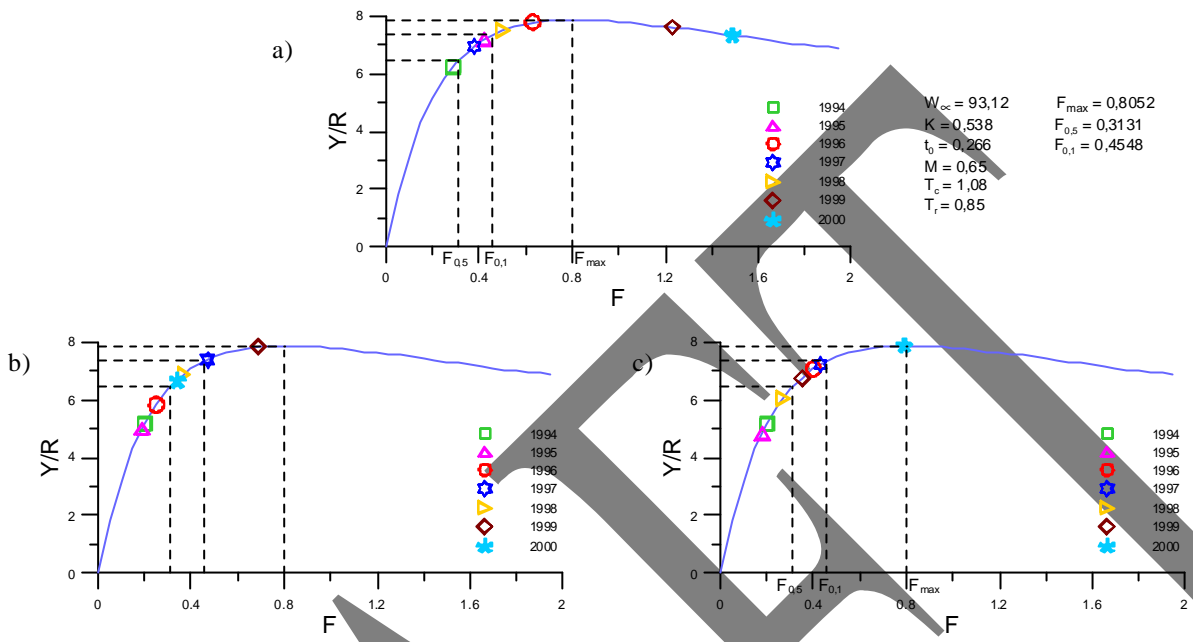 a)
Y/R
8
6
4
2
0
F0,5
F0,1
Fmax
0
0.4
0.8
1.2
1.6
2
F
1994
1995
1996
1997
1998
1999
2000
W∝ = 93,12
K = 0,538
t0 = 0,266
M = 0,65
Tc = 1,08
Tr = 0,85
Fmax = 0,8052
F0,5 = 0,3131
F0,1 = 0,4548
b)
Y/R
8
6
4
2
0
0
0.4
0.8
1.2
1.6
2
F
1994
1995
1996
1997
1998
1999
2000
c)
Y/R
8
6
4
2
0
F0,5
F0,1
Fmax
0
0.4
0.8
1.2
1.6
2
F
1994
1995
1996
1997
1998
1999
2000